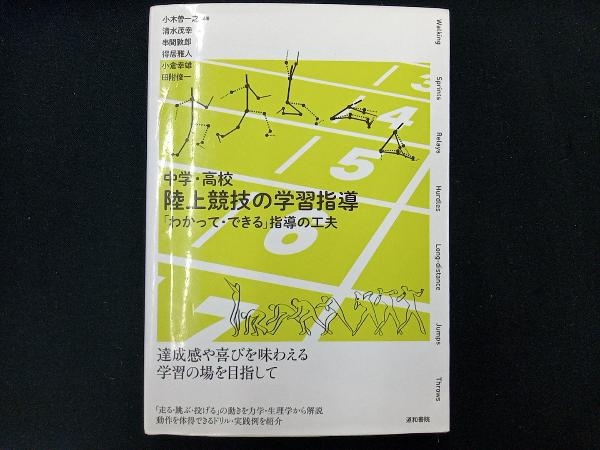 小木曽一之 編著
清水茂幸
串間敦郎
得居雅人
小倉幸雄
田附俊一
Walking
Sprints
Relays
Hurdles
Long-distance
Jumps
Throws
4
5
6
7
中学・高校
陸上競技の学習指導
「わかって・できる」指導の工夫
達成感や喜びを味わえる
学習の場を目指して
「走る・跳ぶ・投げる」の動きを力学・生理学から解説
動作を体得できるドリル・実践例を紹介
道和書院